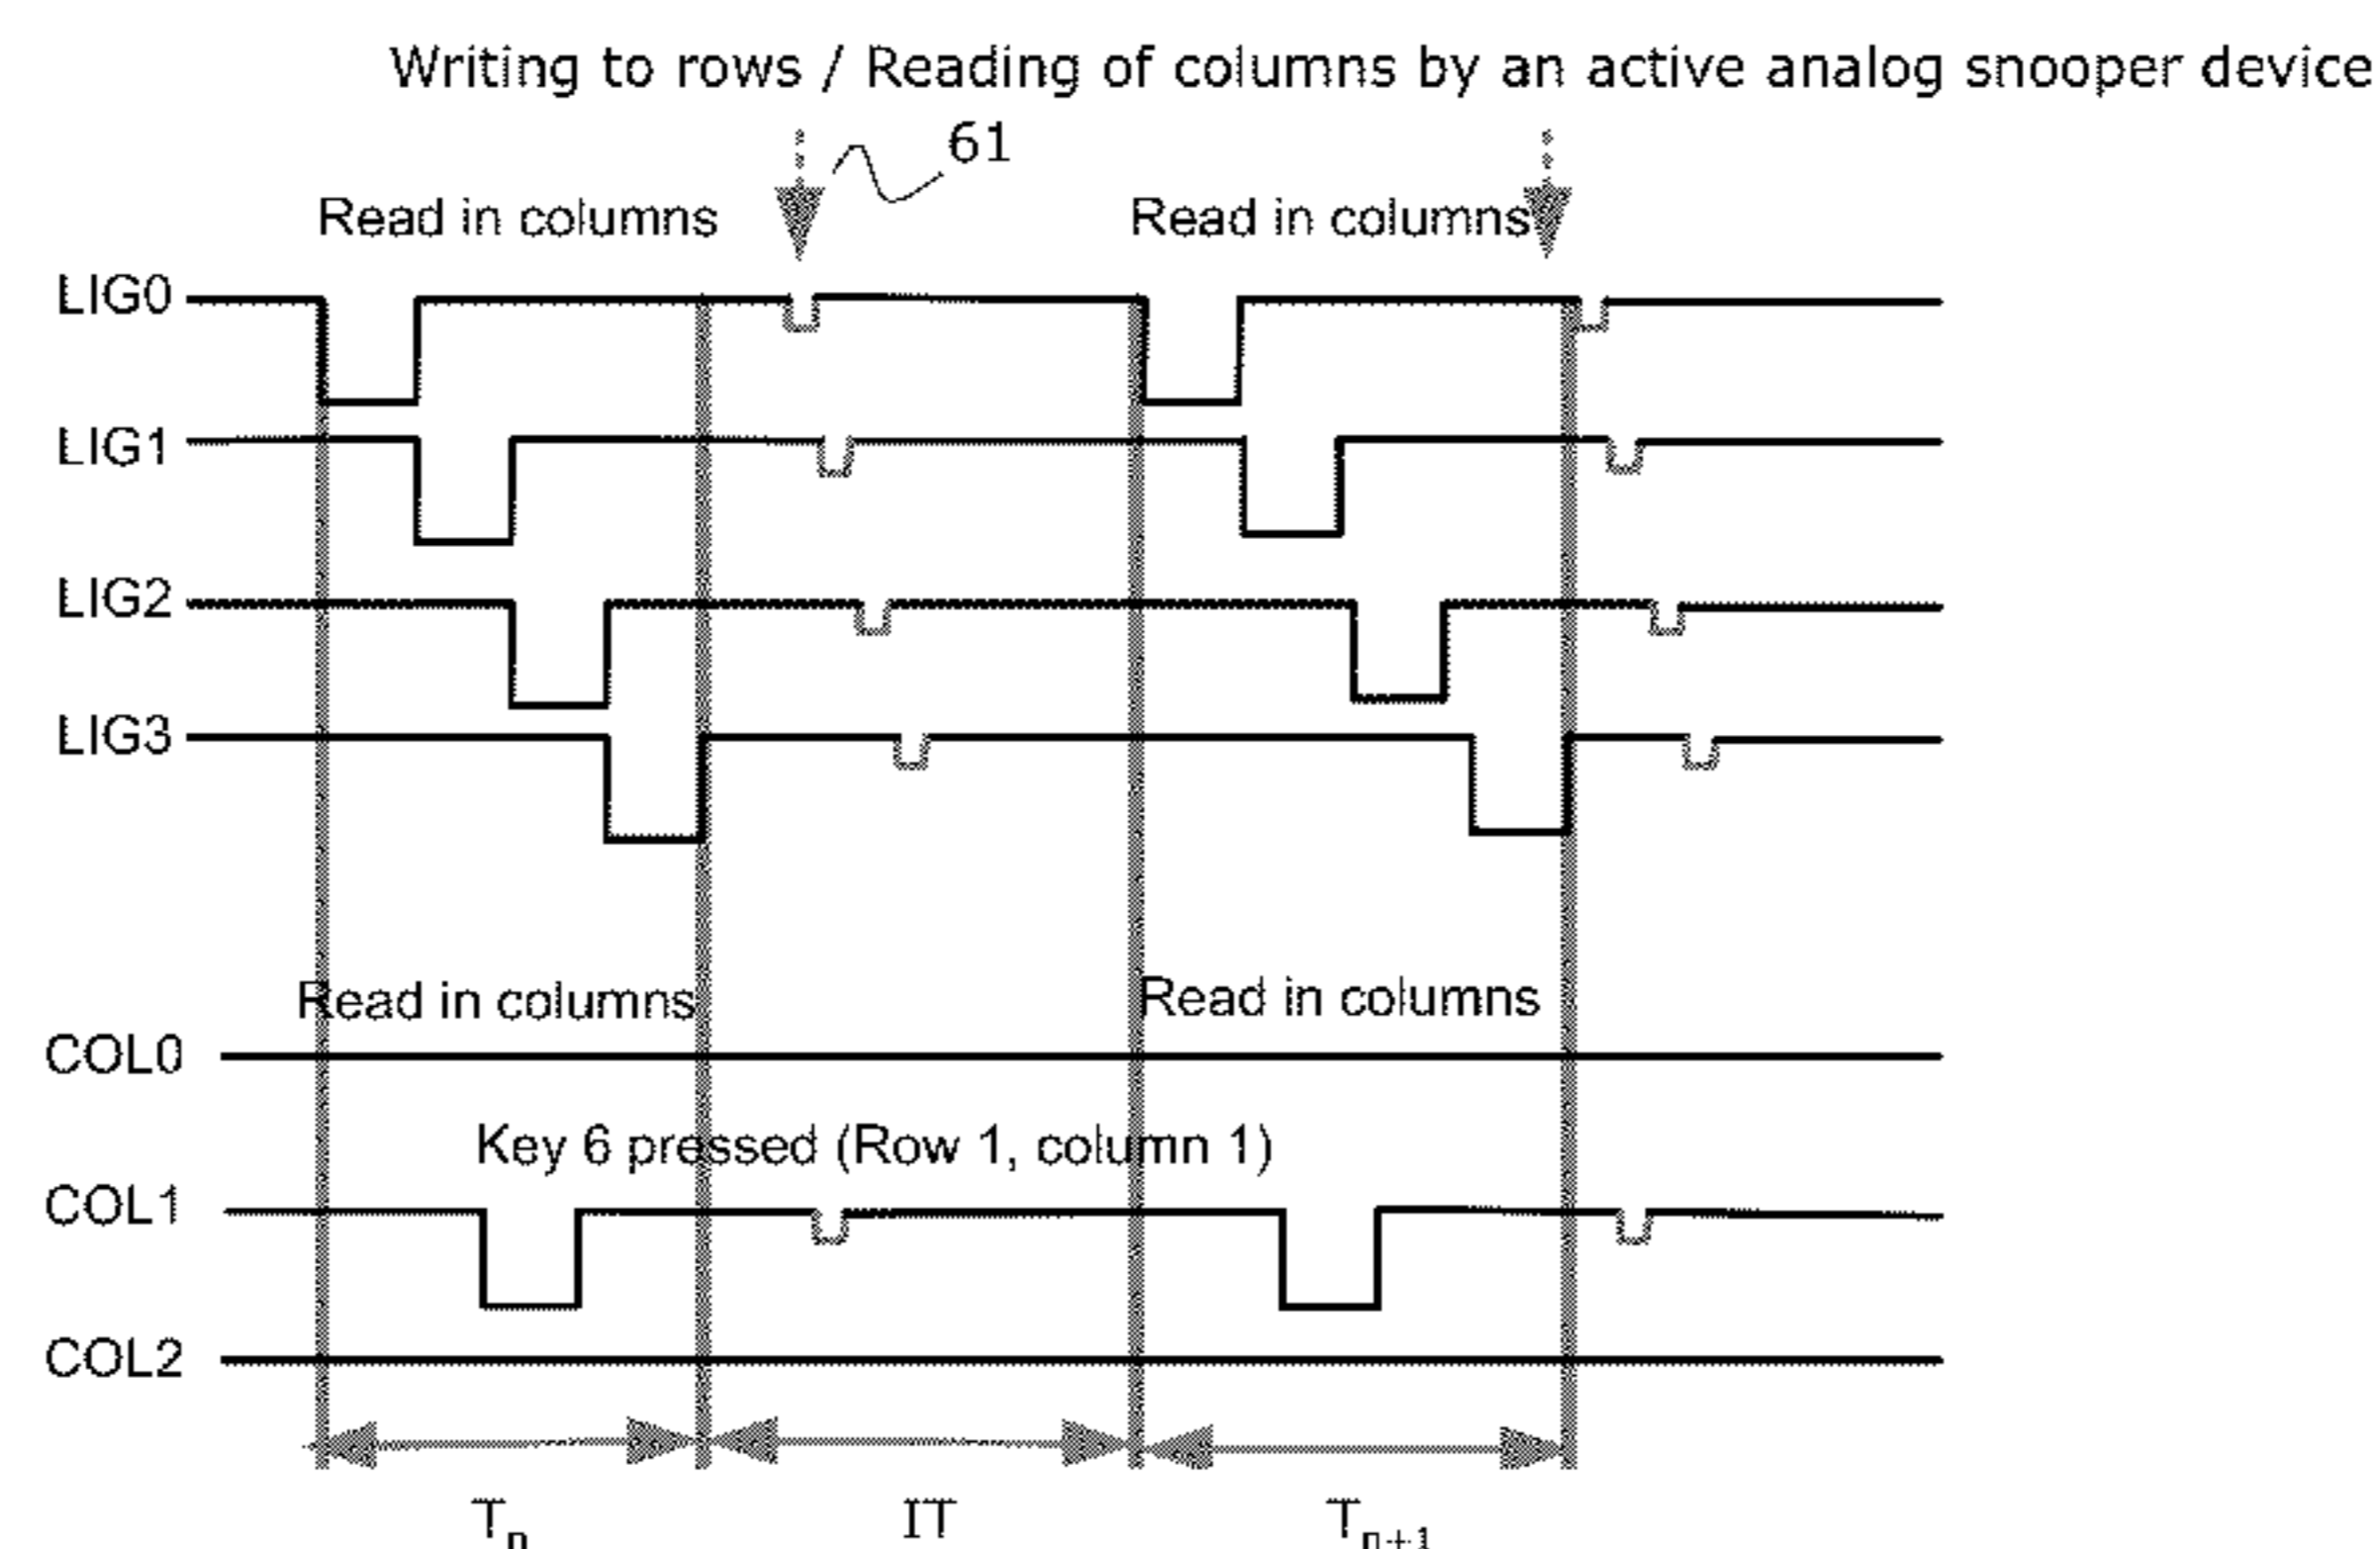 Writing to rows / Reading of columns by an active analog snooper device
61
Read in columns Read in columns
LIG0
LIG1
LIG2
LIG3
Read in columns Read in columns
COL0
Key 6 pressed (Row 1, column 1)
COL1
COL2
Tn IT Tn+1